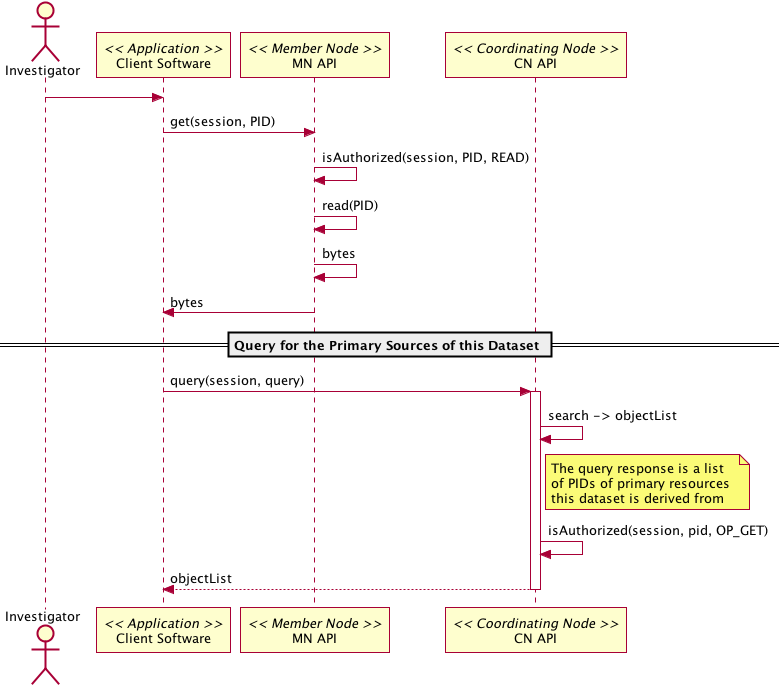 Investigator
<< Application >>
Client Software
<< Member Node >>
MN API
<< Coordinating Node >>
CN API
get(session, PID)
isAuthorized(session, PID, READ)
read(PID)
bytes
bytes
Query for the Primary Sources of this Dataset
query(session, query)
search -> objectList
The query response is a list
of PIDs of primary resources
this dataset is derived from
isAuthorized(session, pid, OP_GET)
objectList
Investigator
<< Application >>
Client Software
<< Member Node >>
MN API
<< Coordinating Node >>
CN API